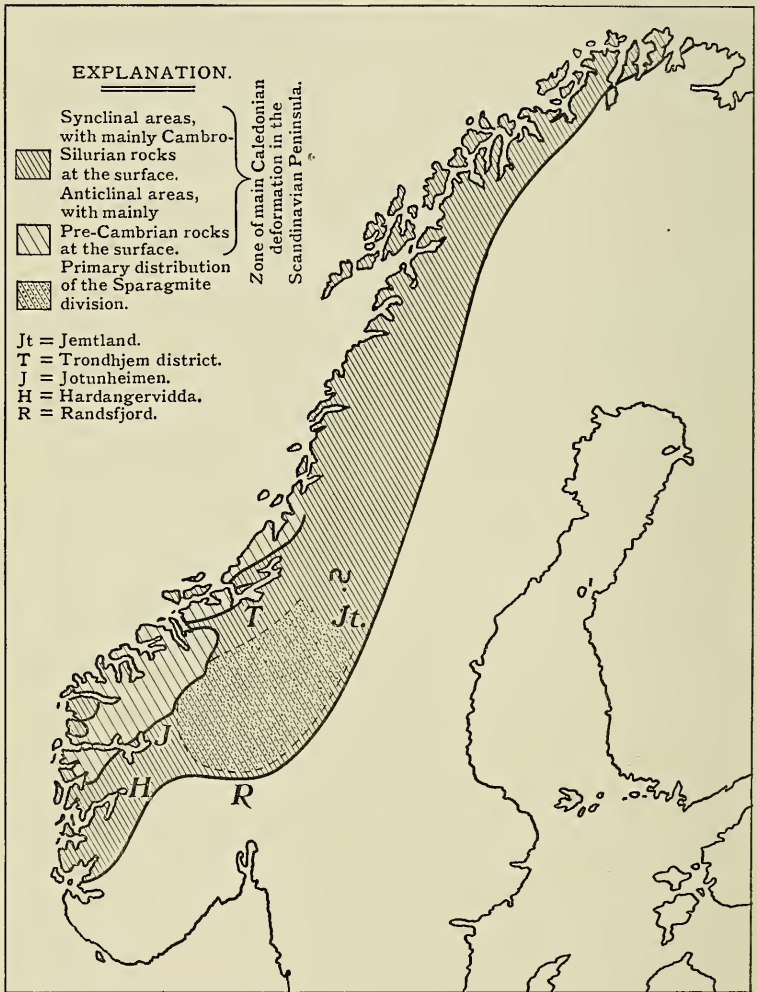 EXPLANATION.
Synclinal areas,
with mainly Cambro-
Silurian rocks
at the surface.
Anticlinal areas,
with mainly
Pre-Cambrian rocks
at the surface.
Primary distribution
of the Sparagmite
division.
Zone of main Caledonian
deformation in the
Scandinavian Peninsula.
Jt = Jemtland.
T = Trondhjem district.
J = Jotunheimen.
H = Hardangervidda.
R = Randsfjord.
?
T
Jt.
J
H
R